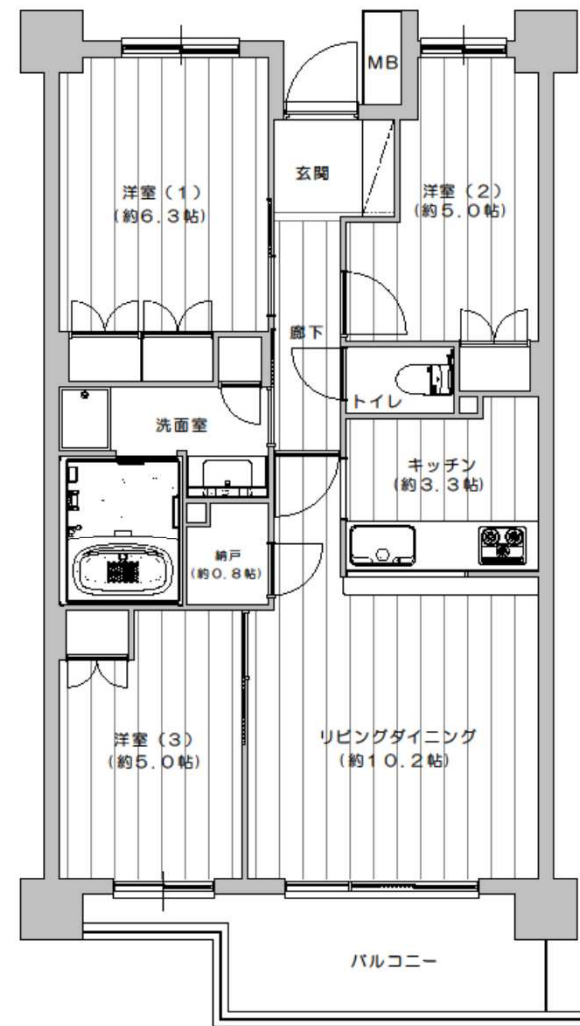 MB
玄関
洋室（1）
（約6.3帖）
洋室（2）
（約5.0帖）
廊下
トイレ
洗面室
キッチン
（約3.3帖）
納戸
（約0.8帖）
洋室（3）
（約5.0帖）
リビングダイニング
（約10.2帖）
バルコニー